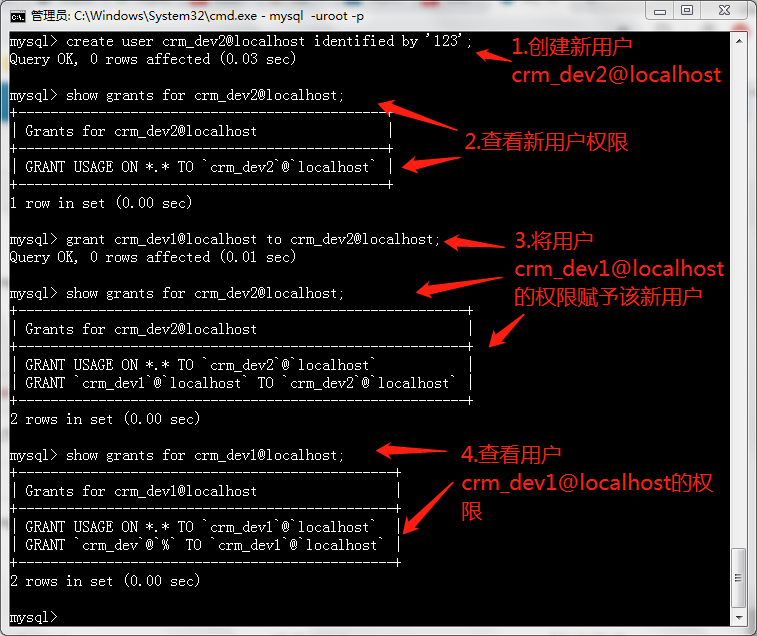 管理员: C:\Windows\System32\cmd.exe - mysql -uroot -p
mysql> create user crm_dev2@localhost identified by '123';
Query OK, 0 rows affected (0.03 sec)
1.创建新用户
crm_dev2@localhost
mysql> show grants for crm_dev2@localhost;
+----------------------------------------------+
| Grants for crm_dev2@localhost                |
+----------------------------------------------+
| GRANT USAGE ON *.* TO `crm_dev2`@`localhost` |
+----------------------------------------------+
1 row in set (0.00 sec)
2.查看新用户权限
mysql> grant crm_dev1@localhost to crm_dev2@localhost;
Query OK, 0 rows affected (0.01 sec)
3.将用户
crm_dev1@localhost
的权限赋予该新用户
mysql> show grants for crm_dev2@localhost;
+--------------------------------------------------------+
| Grants for crm_dev2@localhost                          |
+--------------------------------------------------------+
| GRANT USAGE ON *.* TO `crm_dev2`@`localhost`           |
| GRANT `crm_dev1`@`localhost` TO `crm_dev2`@`localhost` |
+--------------------------------------------------------+
2 rows in set (0.00 sec)
mysql> show grants for crm_dev1@localhost;
+-----------------------------------------------+
| Grants for crm_dev1@localhost                 |
+-----------------------------------------------+
| GRANT USAGE ON *.* TO `crm_dev1`@`localhost`  |
| GRANT `crm_dev`@`%` TO `crm_dev1`@`localhost` |
+-----------------------------------------------+
2 rows in set (0.00 sec)
4.查看用户
crm_dev1@localhost的权
限
mysql>